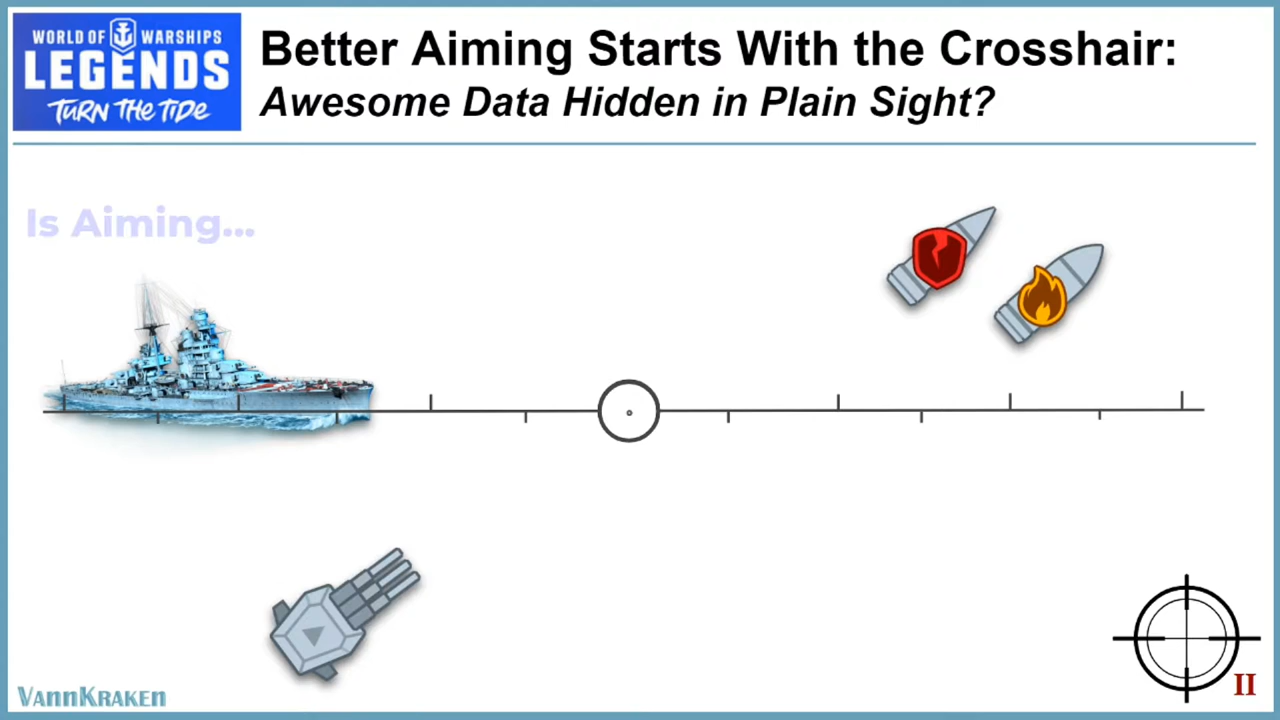 WORLD OF WARSHIPS
LEGENDS
TURN THE TIDE
Better Aiming Starts With the Crosshair:
Awesome Data Hidden in Plain Sight?
Is Aiming...
VANNKRAKEN
II